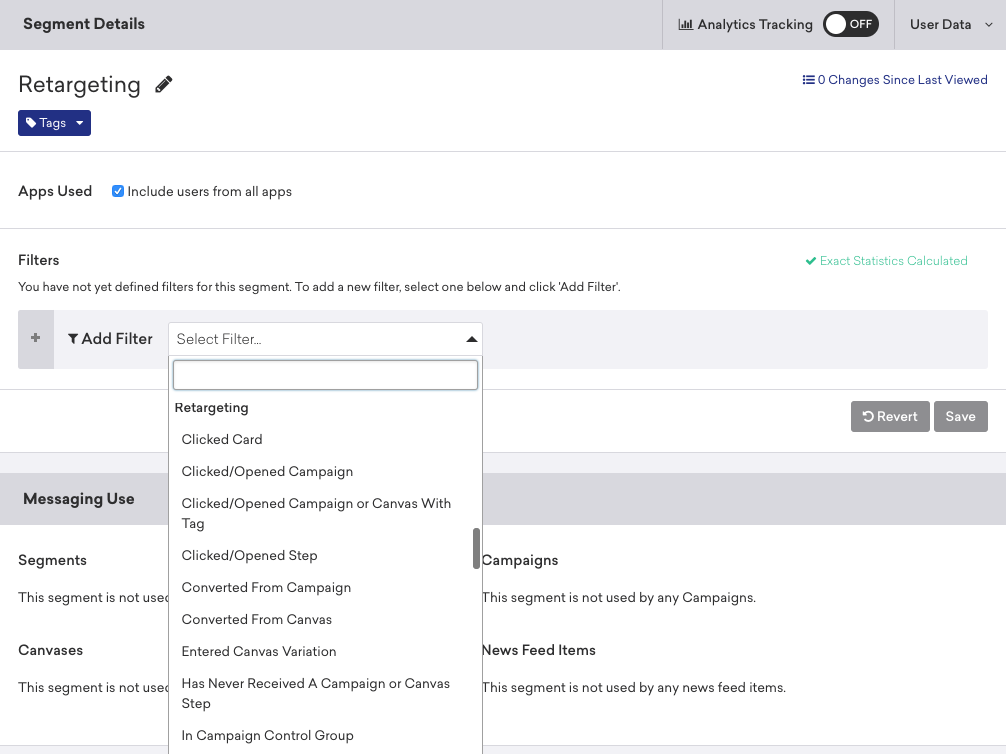 Segment Details
Analytics Tracking
OFF
User Data
Retargeting
0 Changes Since Last Viewed
Tags
Apps Used
Include users from all apps
Filters
Exact Statistics Calculated
You have not yet defined filters for this segment. To add a new filter, select one below and click 'Add Filter'.
+
Add Filter
Select Filter...
Retargeting
Clicked Card
Clicked/Opened Campaign
Clicked/Opened Campaign or Canvas With
Tag
Clicked/Opened Step
Converted From Campaign
Converted From Canvas
Entered Canvas Variation
Has Never Received A Campaign or Canvas
Step
In Campaign Control Group
Revert
Save
Messaging Use
Segments
This segment is not used
Campaigns
This segment is not used by any Campaigns.
Canvases
This segment is not used
News Feed Items
This segment is not used by any news feed items.